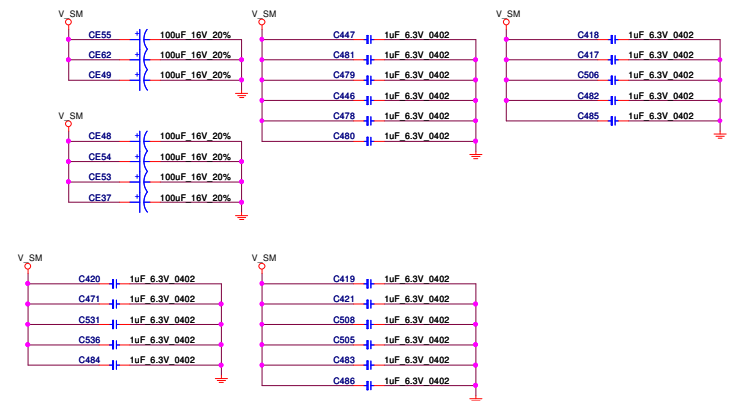 V_SM
CE55 + 100uF_16V_20%
CE62 + 100uF_16V_20%
CE49 + 100uF_16V_20%
V_SM
CE48 + 100uF_16V_20%
CE54 + 100uF_16V_20%
CE53 + 100uF_16V_20%
CE37 + 100uF_16V_20%
V_SM
C447 1uF_6.3V_0402
C481 1uF_6.3V_0402
C479 1uF_6.3V_0402
C446 1uF_6.3V_0402
C478 1uF_6.3V_0402
C480 1uF_6.3V_0402
V_SM
C418 1uF_6.3V_0402
C417 1uF_6.3V_0402
C506 1uF_6.3V_0402
C482 1uF_6.3V_0402
C485 1uF_6.3V_0402
V_SM
C420 1uF_6.3V_0402
C471 1uF_6.3V_0402
C531 1uF_6.3V_0402
C536 1uF_6.3V_0402
C484 1uF_6.3V_0402
V_SM
C419 1uF_6.3V_0402
C421 1uF_6.3V_0402
C508 1uF_6.3V_0402
C505 1uF_6.3V_0402
C483 1uF_6.3V_0402
C486 1uF_6.3V_0402